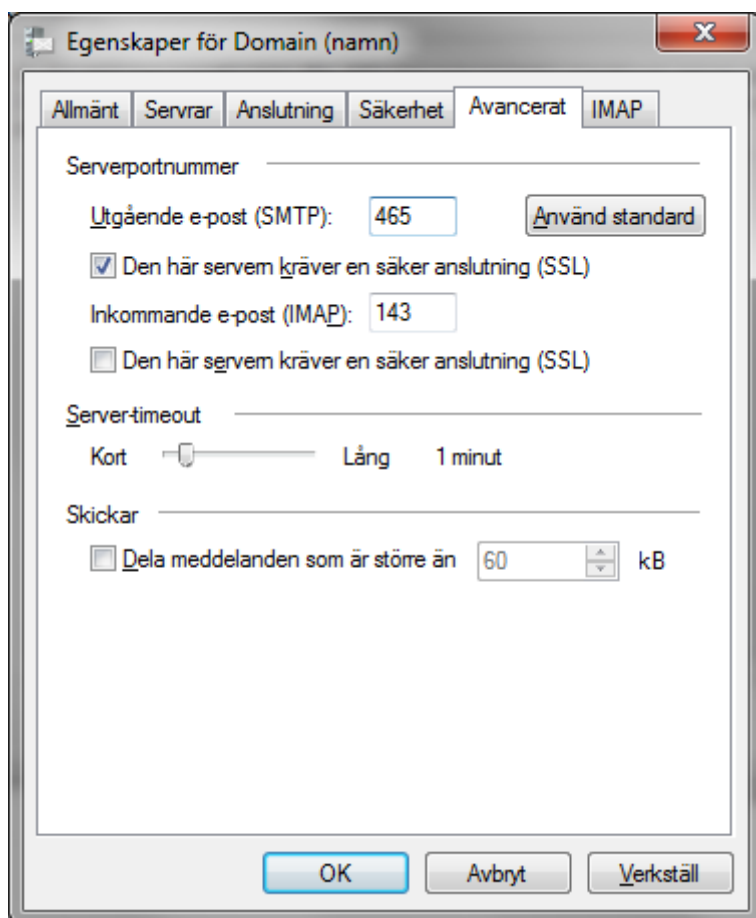 Egenskaper för Domain (namn)
Allmänt Servrar Anslutning Säkerhet Avancerat IMAP
Serverportnummer
Utgående e-post (SMTP): 465 Använd standard
Den här servern kräver en säker anslutning (SSL)
Inkommande e-post (IMAP): 143
Den här servern kräver en säker anslutning (SSL)
Server-timeout
Kort Lång 1 minut
Skickar
Dela meddelanden som är större än 60 kB
OK Avbryt Verkställ